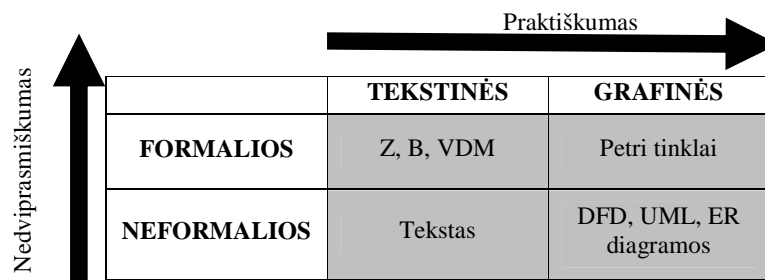 Praktiškumas
Nedviprasmiškumas
TEKSTINĖS GRAFINĖS
FORMALIOS Z, B, VDM Petri tinklai
NEFORMALIOS Tekstas DFD, UML, ER
diagramos